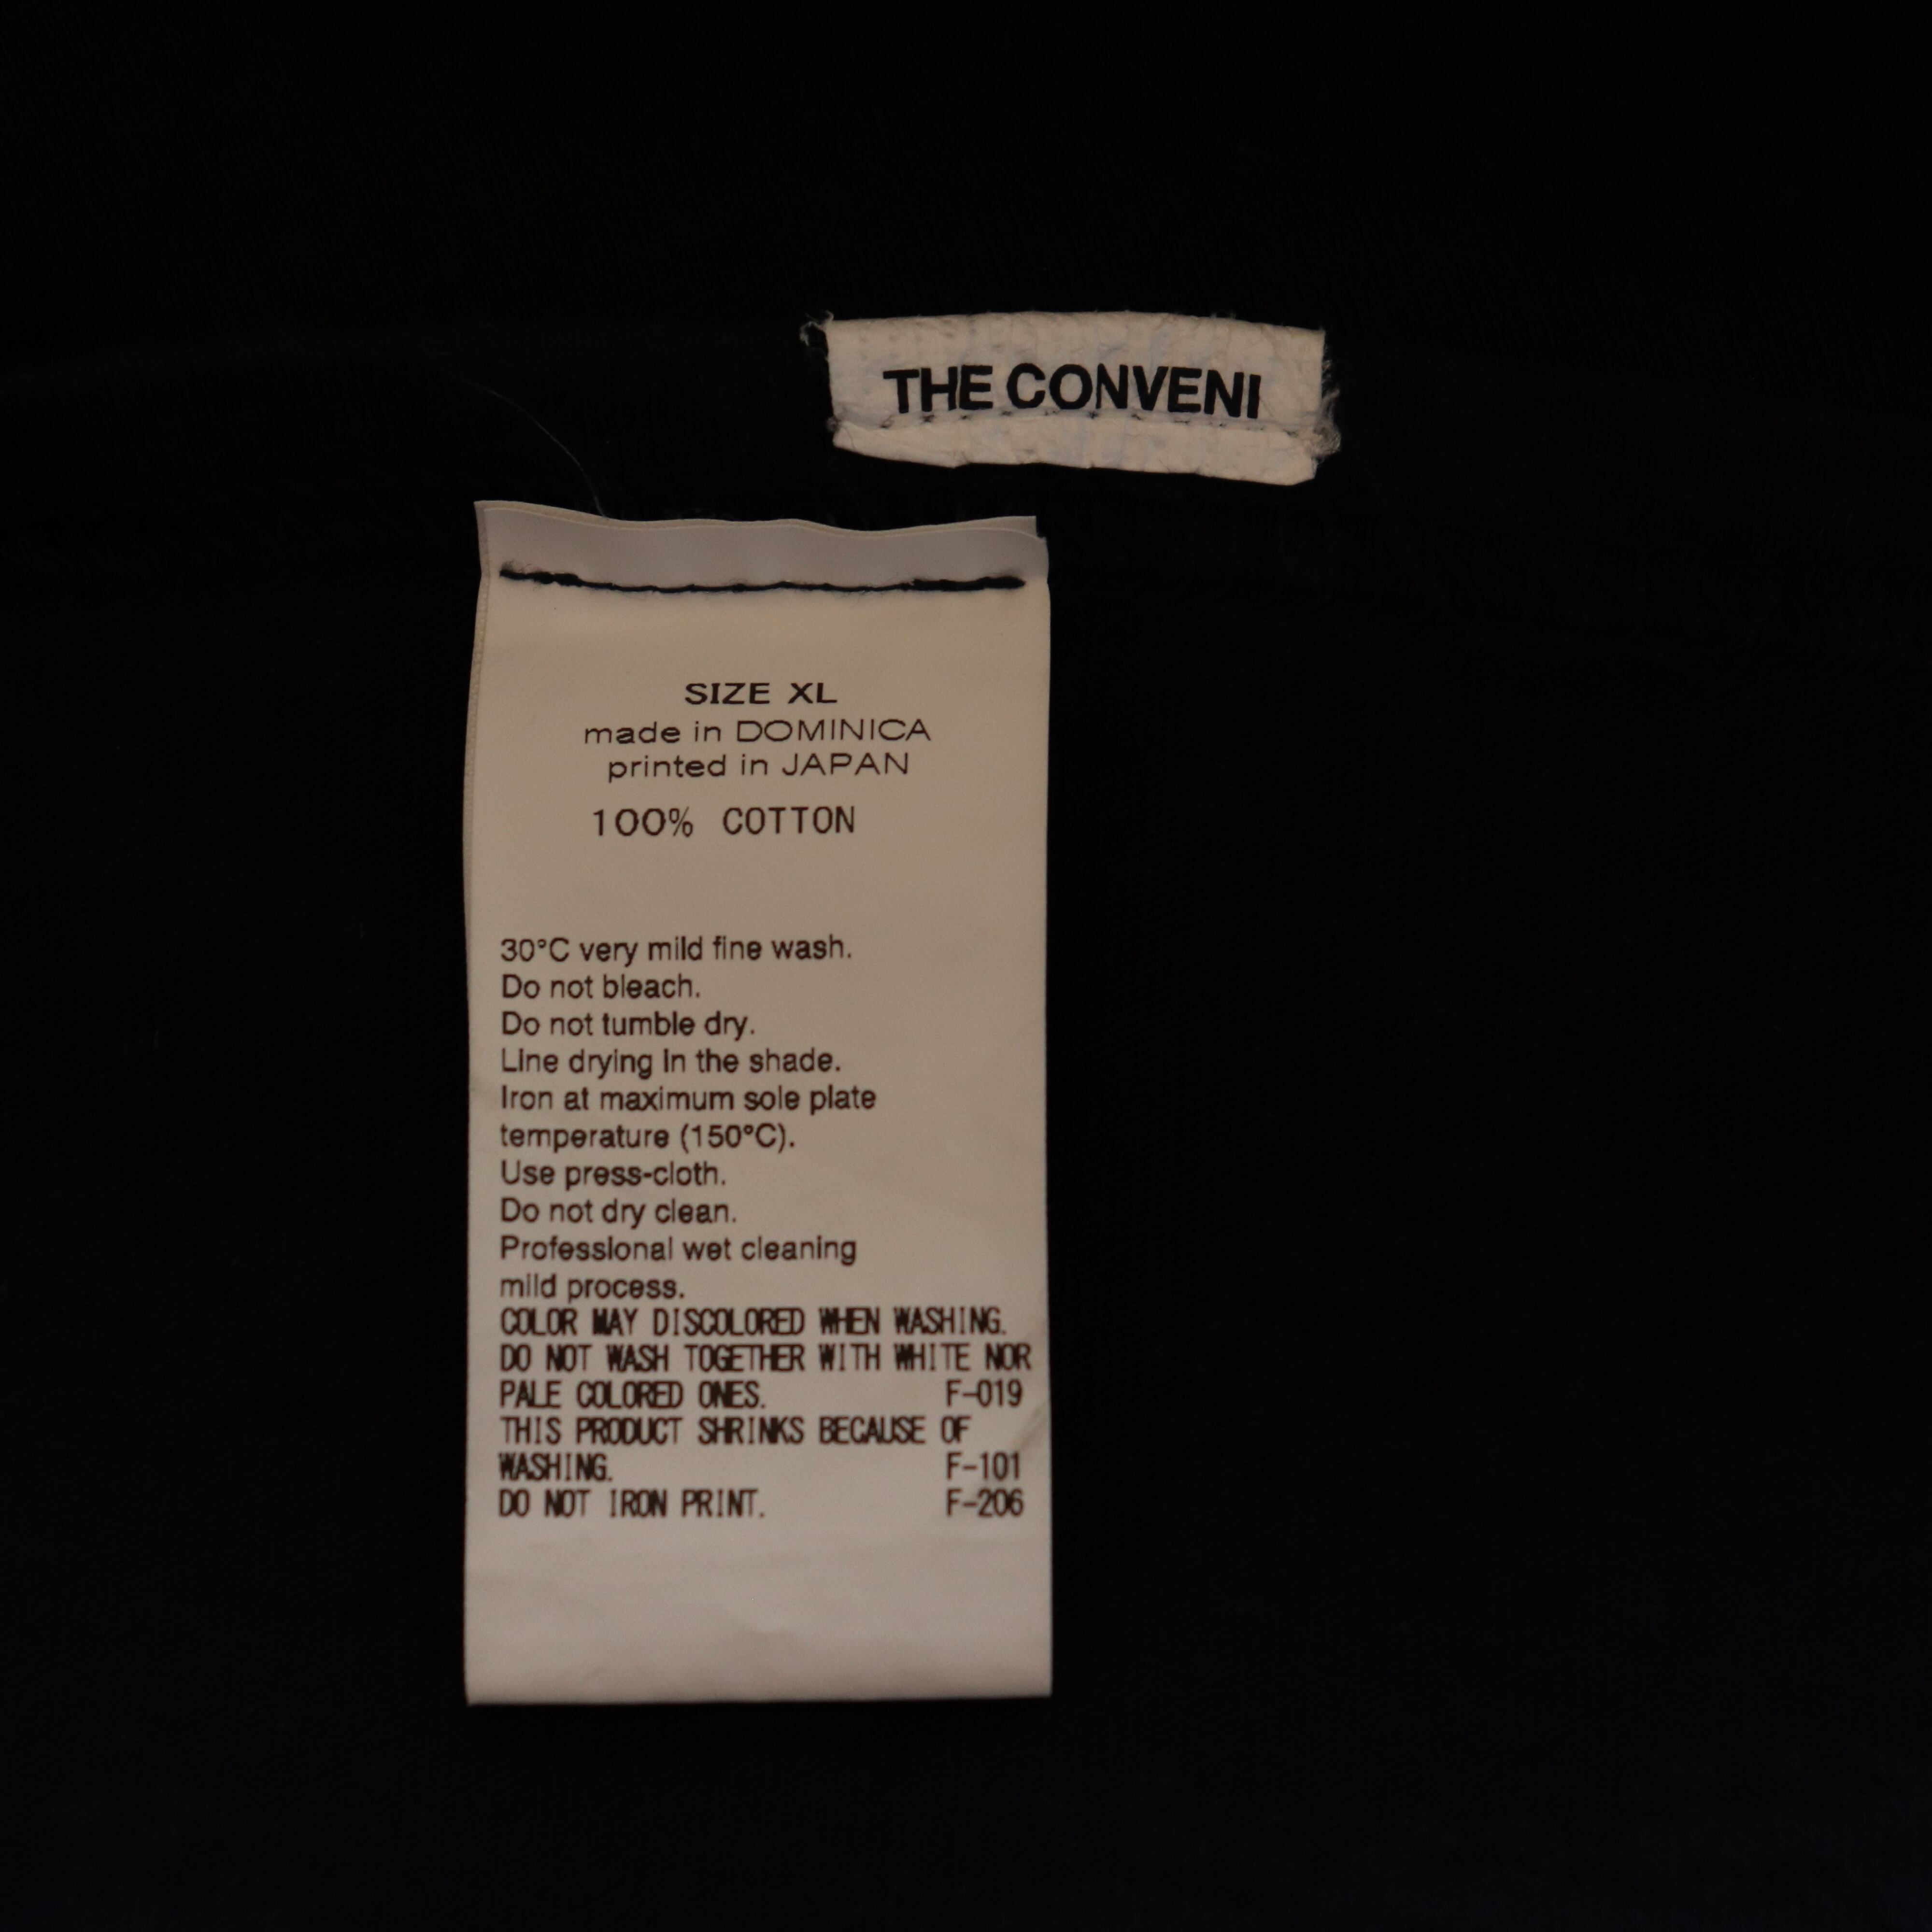 THE CONVENI
SIZE XL
made in DOMINICA
printed in JAPAN
100% COTTON
30°C very mild fine wash.
Do not bleach.
Do not tumble dry.
Line drying in the shade.
Iron at maximum sole plate
temperature (150°C).
Use press-cloth.
Do not dry clean.
Professional wet cleaning
mild process.
COLOR MAY DISCOLORED WHEN WASHING.
DO NOT WASH TOGETHER WITH WHITE NOR
PALE COLORED ONES. F-019
THIS PRODUCT SHRINKS BECAUSE OF
WASHING. F-101
DO NOT IRON PRINT. F-206